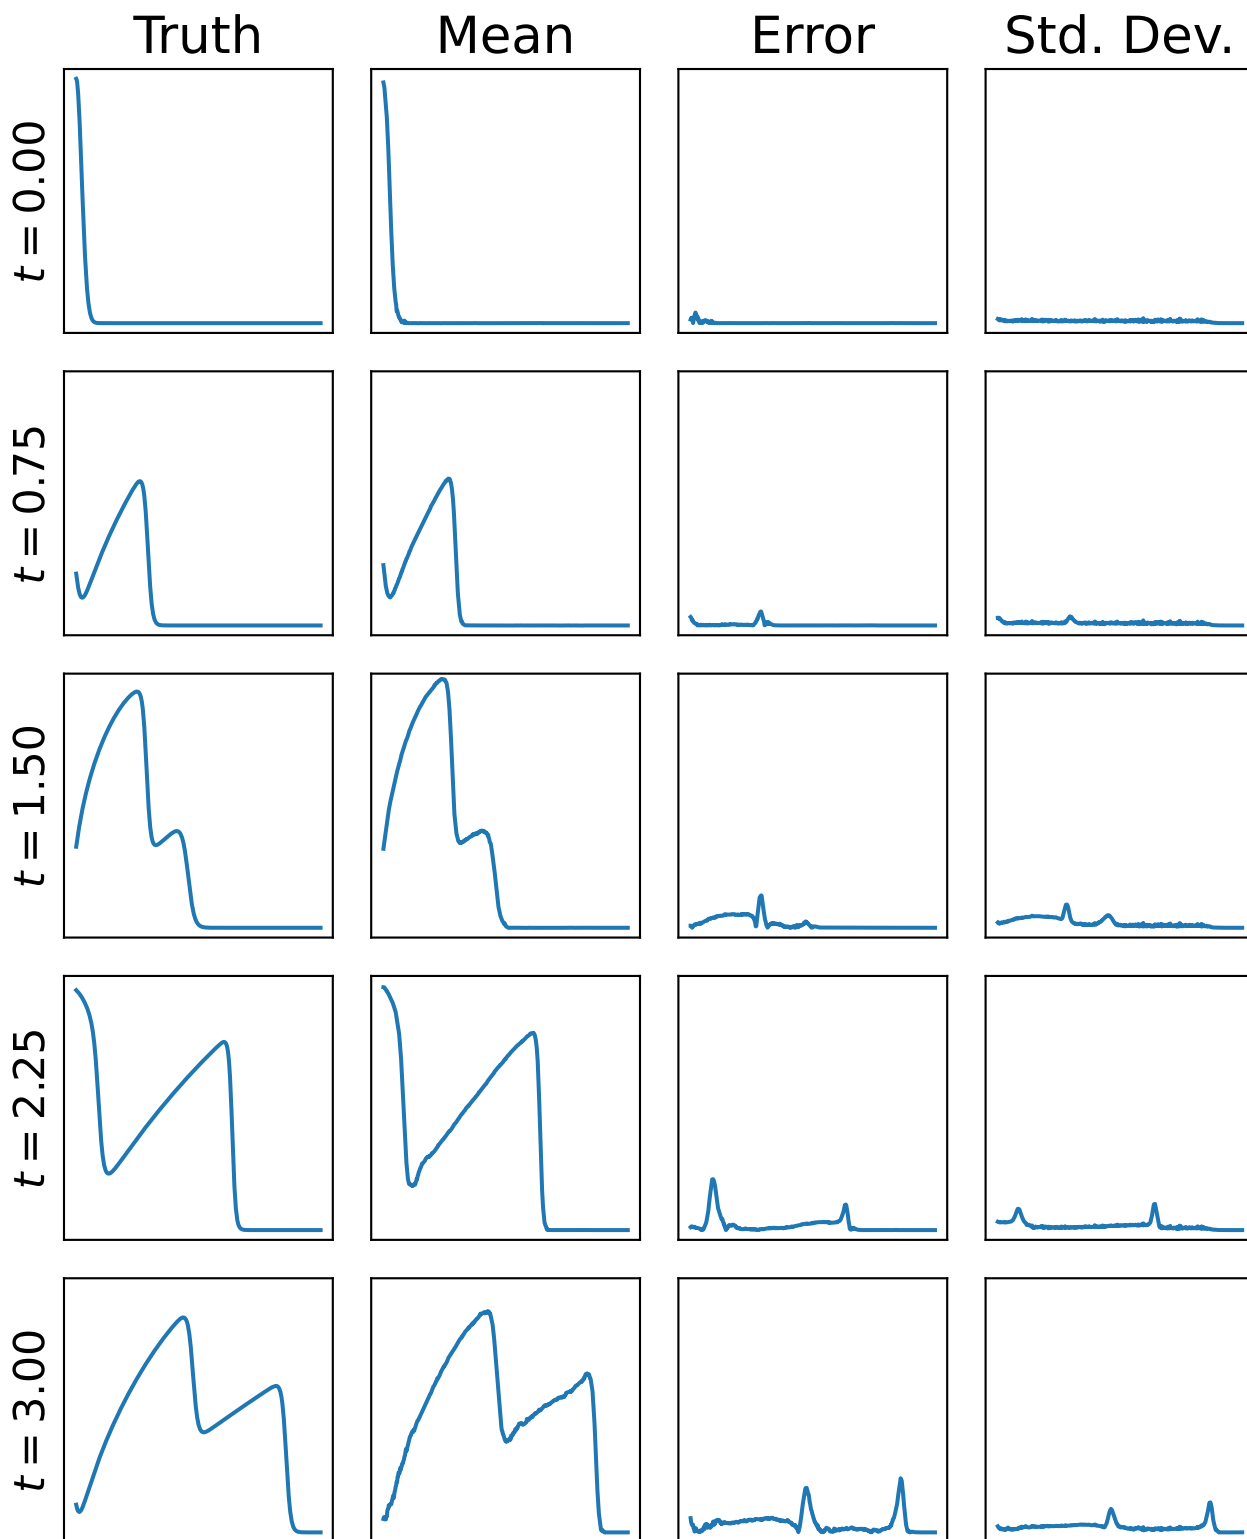 Truth Mean Error Std. Dev.
t = 0.00
t = 0.75
t = 1.50
t = 2.25
t = 3.00